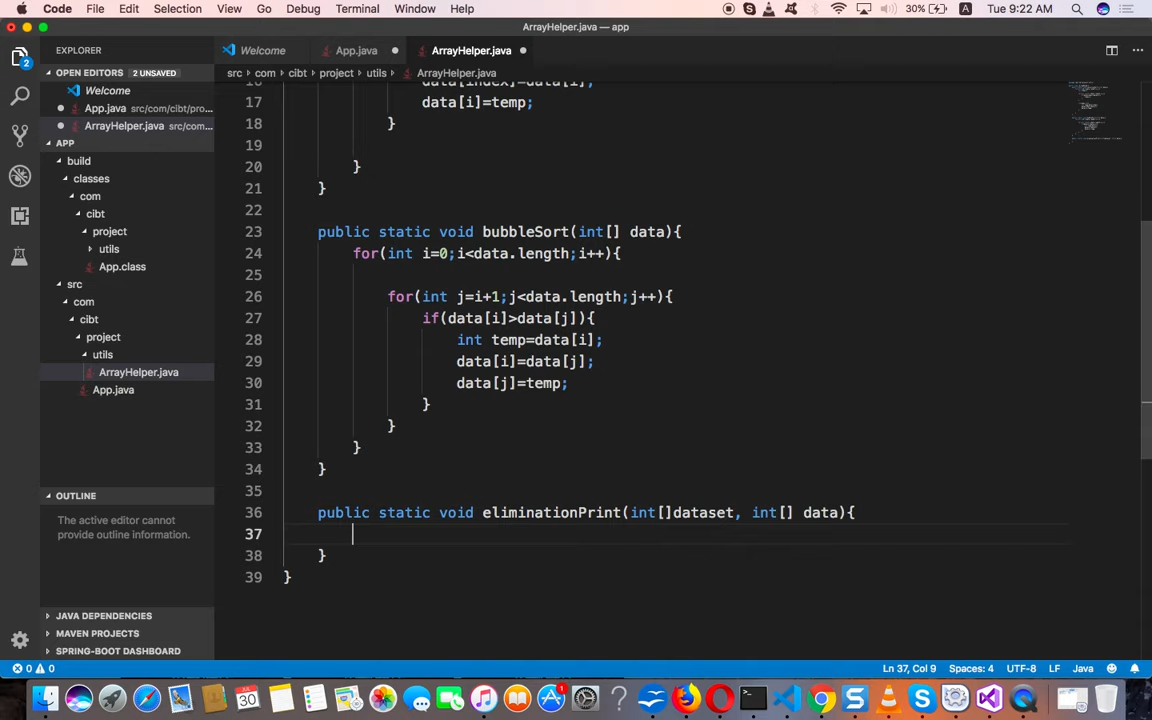 Code File Edit Selection View Go Debug Terminal Window Help 30% A Tue 9:22 AM
ArrayHelper.java — app
EXPLORER
Welcome App.java ArrayHelper.java
OPEN EDITORS 2 UNSAVED
src › com › cibt › project › utils › ArrayHelper.java
Welcome
App.java src/com/cibt/pro...
ArrayHelper.java src/com...
APP
build
classes
com
cibt
project
utils
App.class
src
com
cibt
project
utils
ArrayHelper.java
App.java
OUTLINE
The active editor cannot
provide outline information.
JAVA DEPENDENCIES
MAVEN PROJECTS
SPRING-BOOT DASHBOARD
2
16 data[index]=data[i];
17 data[i]=temp;
18 }
19
20 }
21 }
22
23 public static void bubbleSort(int[] data){
24 for(int i=0;i<data.length;i++){
25
26 for(int j=i+1;j<data.length;j++){
27 if(data[i]>data[j]){
28 int temp=data[i];
29 data[i]=data[j];
30 data[j]=temp;
31 }
32 }
33 }
34 }
35
36 public static void eliminationPrint(int[]dataset, int[] data){
37
38 }
39 }
0 0 Ln 37, Col 9 Spaces: 4 UTF-8 LF Java
30 1